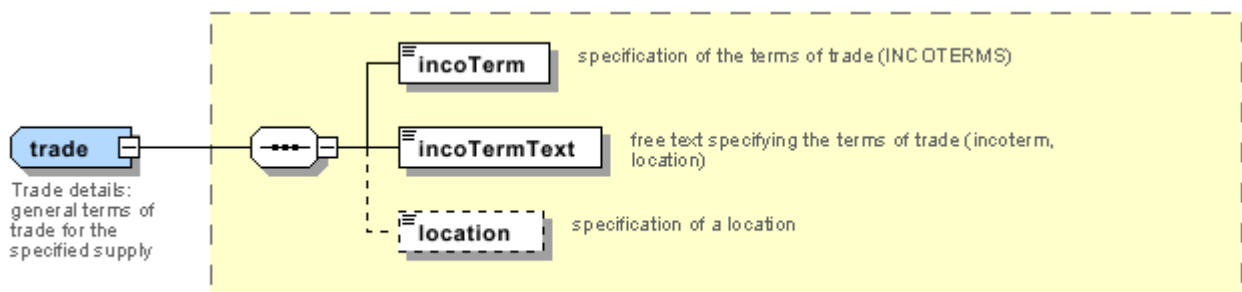 incoTerm
specification of the terms of trade (INCOTERMS)
trade
Trade details:
general terms of
trade for the
specified supply
incoTermText
free text specifying the terms of trade (incoterm,
location)
location
specification of a location